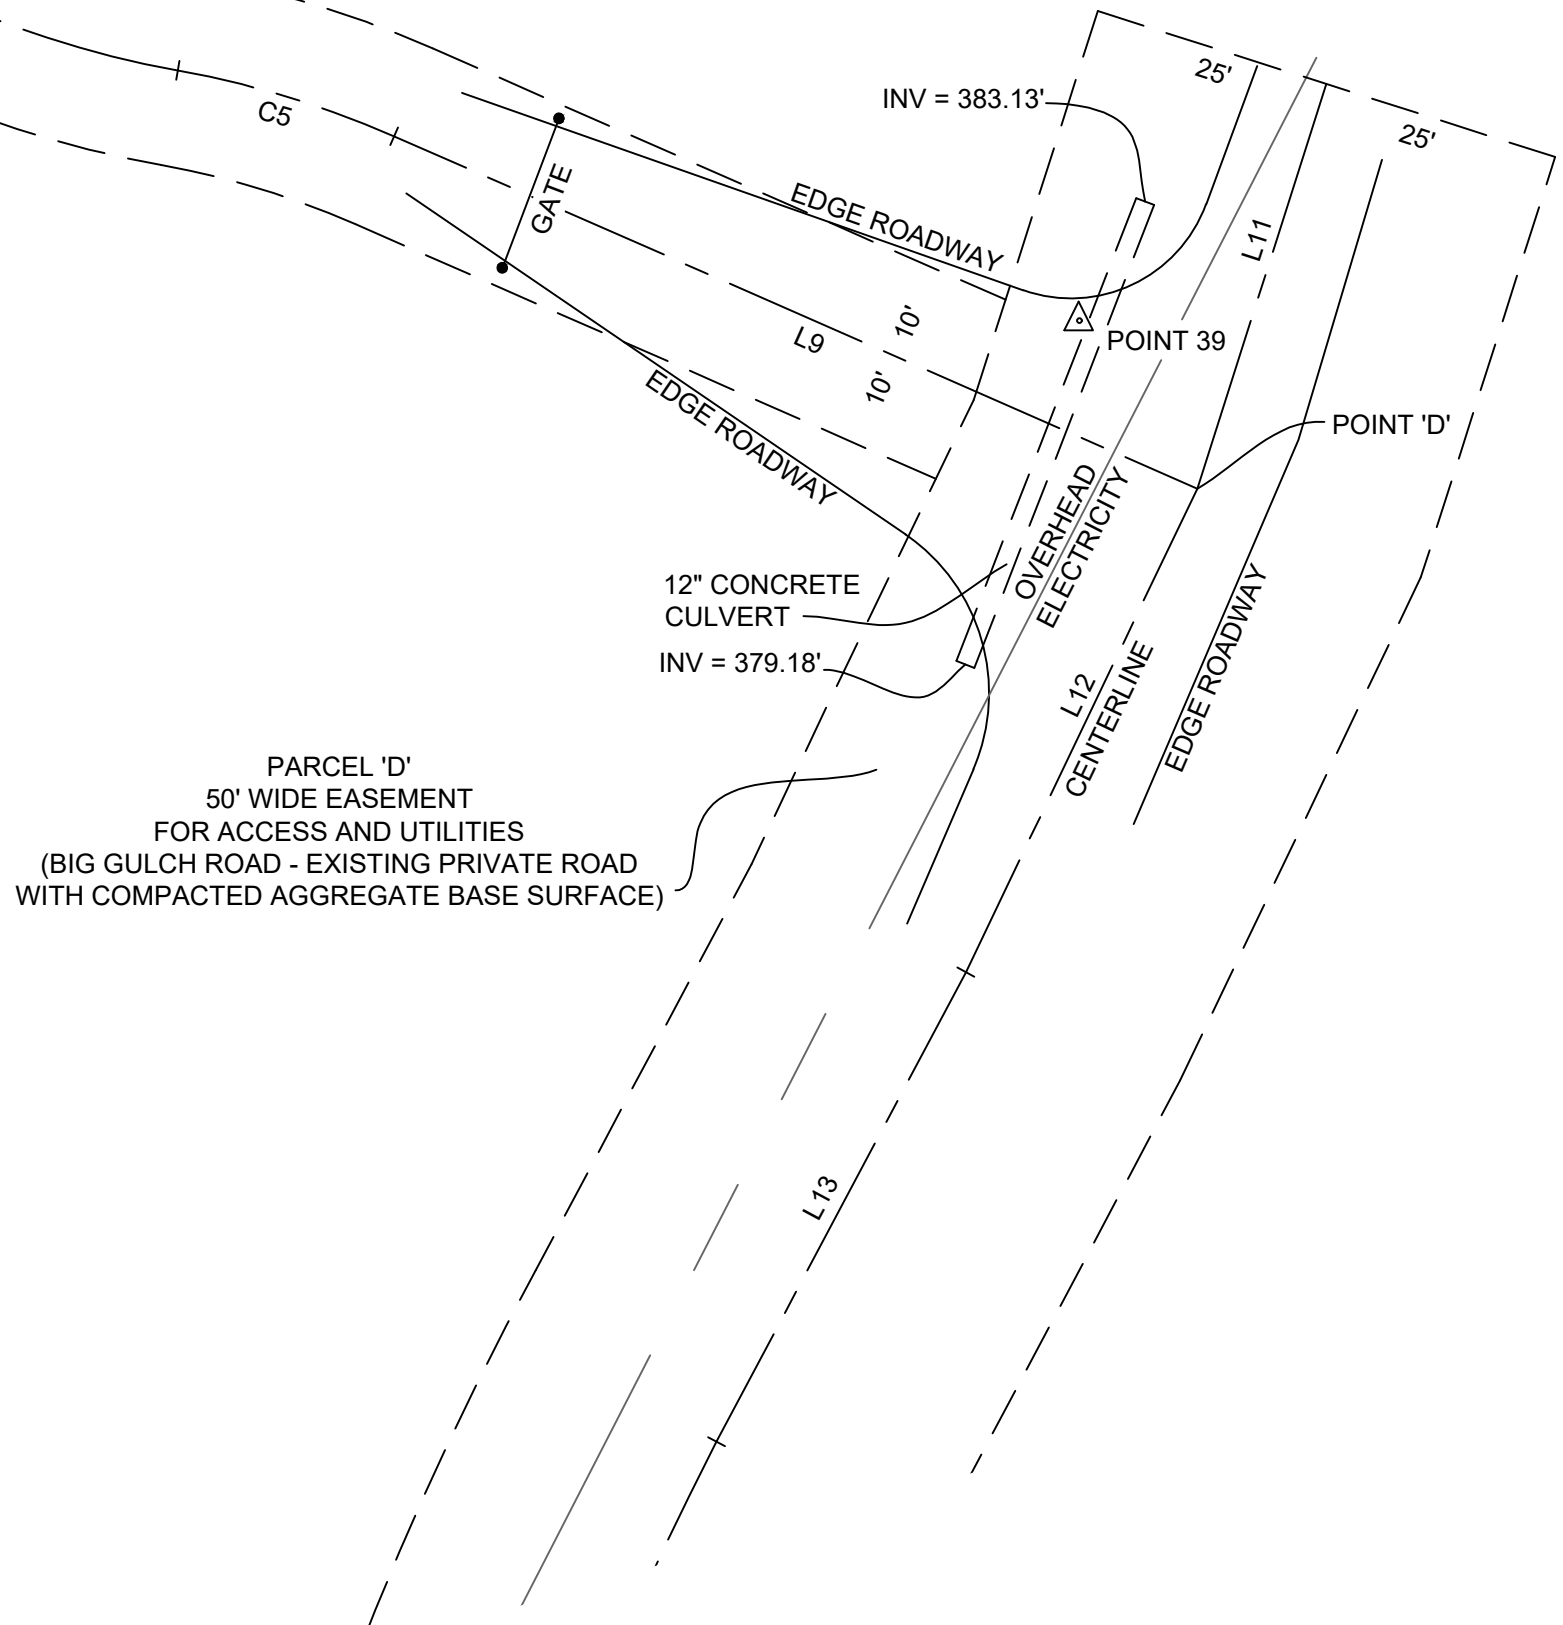 25'
INV = 383.13'
C5
25'
GATE
EDGE ROADWAY
L11
10'
L9
POINT 39
10'
EDGE ROADWAY
POINT 'D'
OVERHEAD
ELECTRICITY
12" CONCRETE
CULVERT
INV = 379.18'
L12
CENTERLINE
EDGE ROADWAY
PARCEL 'D'
50' WIDE EASEMENT
FOR ACCESS AND UTILITIES
(BIG GULCH ROAD - EXISTING PRIVATE ROAD
WITH COMPACTED AGGREGATE BASE SURFACE)
L13